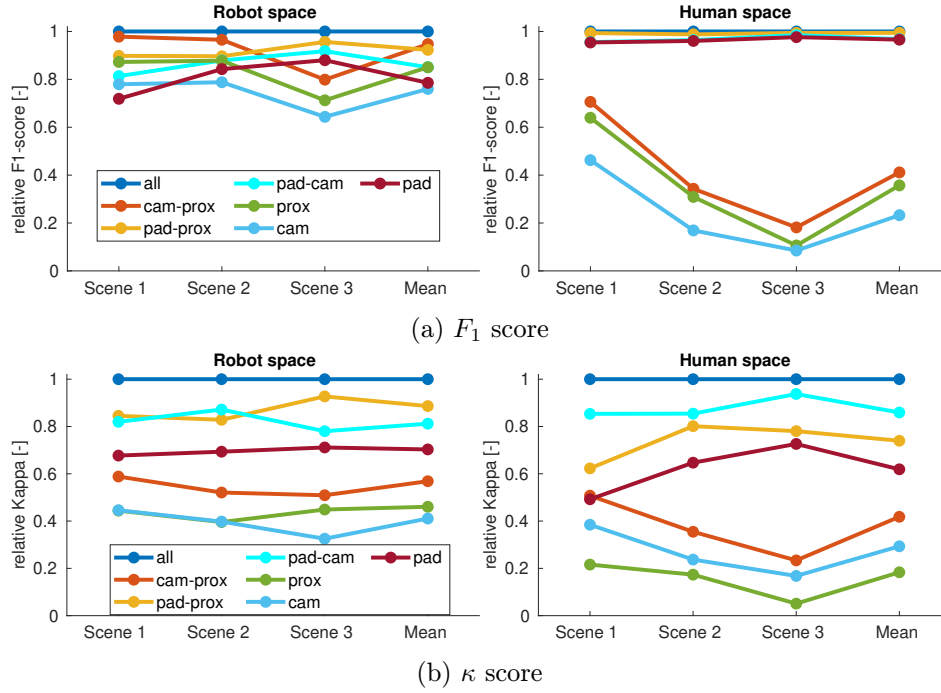 Robot space
Human space
relative F1-score [-]
1
0.8
0.6
0.4
0.2
0
all
pad-cam
pad
cam-prox
prox
pad-prox
cam
Scene 1 Scene 2 Scene 3 Mean
relative F1-score [-]
1
0.8
0.6
0.4
0.2
0
Scene 1 Scene 2 Scene 3 Mean
(a) F₁ score
Robot space
Human space
relative Kappa [-]
1
0.8
0.6
0.4
0.2
0
all
pad-cam
pad
cam-prox
prox
pad-prox
cam
Scene 1 Scene 2 Scene 3 Mean
relative Kappa [-]
1
0.8
0.6
0.4
0.2
0
Scene 1 Scene 2 Scene 3 Mean
(b) κ score